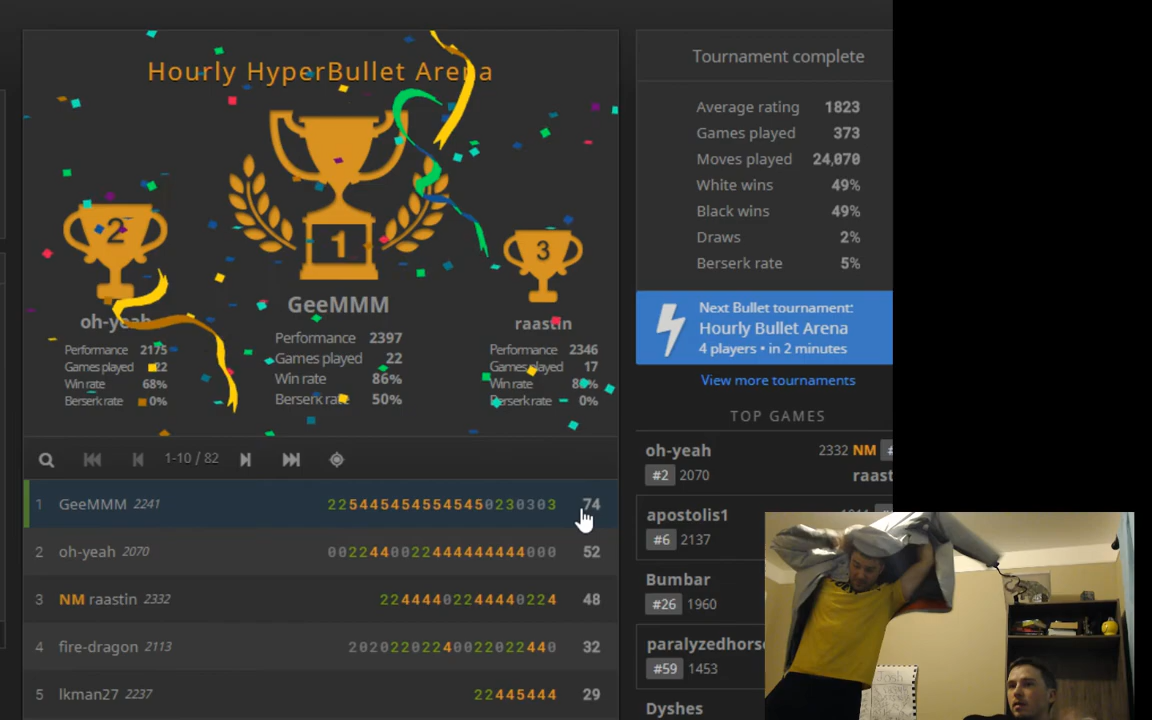 Hourly HyperBullet Arena
2
1
3
oh-yeah
Performance 2175
Games played 22
Win rate 68%
Berserk rate 0%
GeeMMM
Performance 2397
Games played 22
Win rate 86%
Berserk rate 50%
raastin
Performance 2346
Games played 17
Win rate
Berserk rate 0%
1-10 / 82
1 GeeMMM 2241 2254454545545450230303 74
2 oh-yeah 2070 0022440022444444444000 52
3 NM raastin 2332 22444402244440224 48
4 fire-dragon 2113 32
5 lkman27 2237 22445444 29
Tournament complete
Average rating 1823
Games played 373
Moves played 24,070
White wins 49%
Black wins 49%
Draws 2%
Berserk rate 5%
Next Bullet tournament:
Hourly Bullet Arena
4 players • in 2 minutes
View more tournaments
TOP GAMES
oh-yeah 2332 NM #
#2 2070 raast
apostolis1
#6 2137
Bumbar
#26 1960
paralyzedhors
#59 1453
Dyshes
Josh